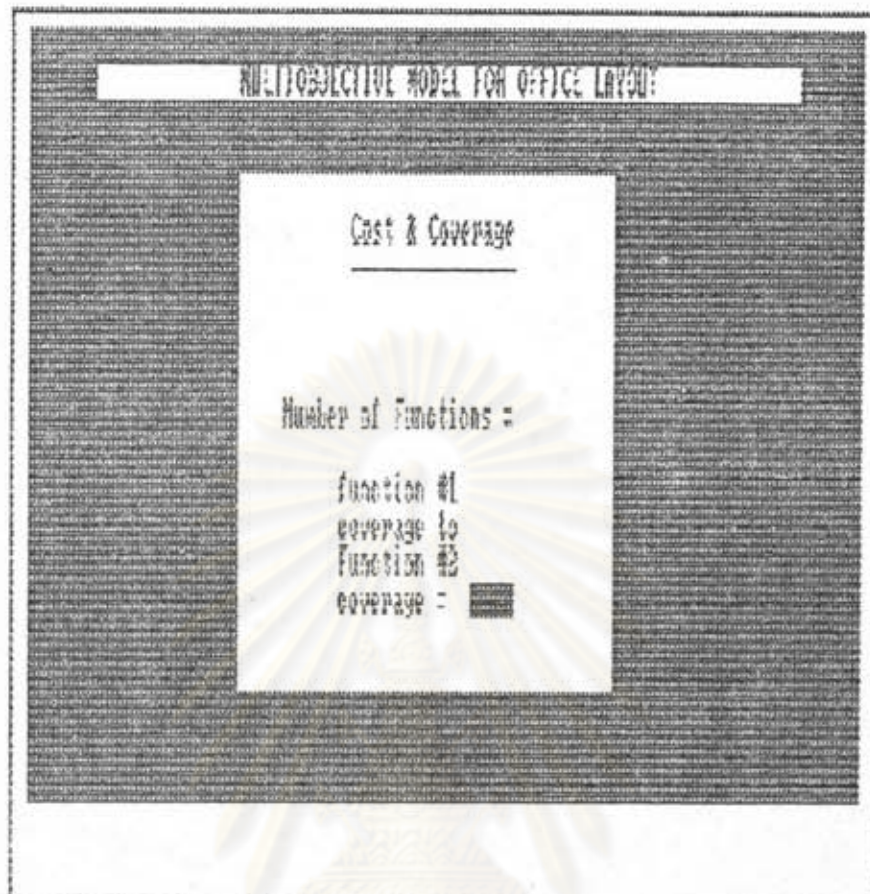 MULTIOBJECTIVE MODEL FOR OFFICE LAYOUT
Cost & Coverage
Number of Functions =
function #1
coverage to
Function #2
coverage =